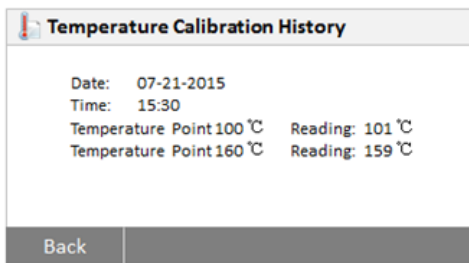 Temperature Calibration History
Date: 07-21-2015
Time: 15:30
Temperature Point 100 ℃ Reading: 101 ℃
Temperature Point 160 ℃ Reading: 159 ℃
Back